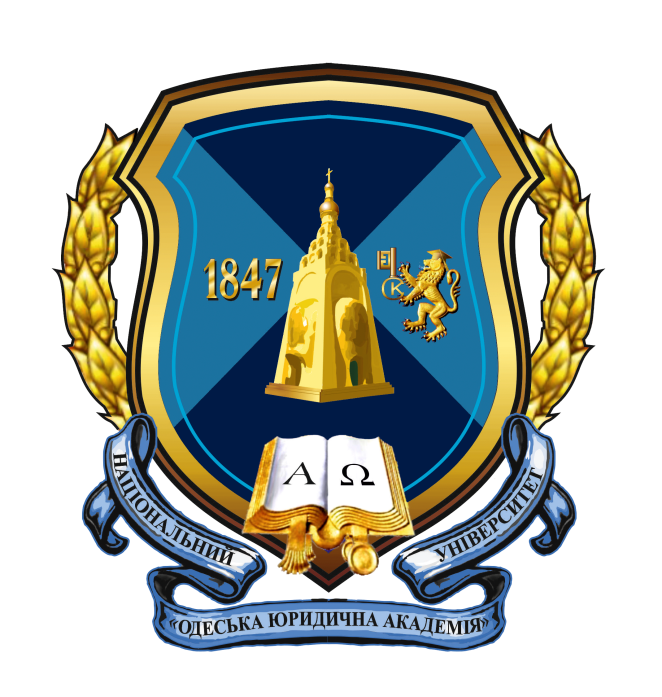 1847
К
Α Ω
НАЦІОНАЛЬНИЙ
УНІВЕРСИТЕТ
“ОДЕСЬКА ЮРИДИЧНА АКАДЕМІЯ”